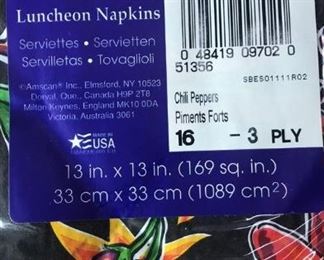 Luncheon Napkins
Serviettes • Servietten
Servilletas • Tovaglioli
©Amscan® Inc., Elmsford, NY 10523
Dorval, Que., Canada H9P 2T8
Milton Keynes, England MK10 0DA
Victoria, Australia 3061
MADE IN
USA
0 48419 09702 0
51356
SBES01111R02
Chili Peppers
Piments Forts
16 - 3 PLY
13 in. x 13 in. (169 sq. in.)
33 cm x 33 cm (1089 cm²)